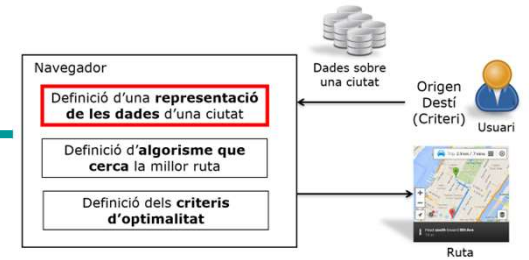 Navegador
Definició d'una representació
de les dades d'una ciutat
Definició d'algorisme que
cerca la millor ruta
Definició dels criteris
d'optimalitat
Dades sobre
una ciutat
Origen
Destí
(Criteri)
Usuari
Ruta